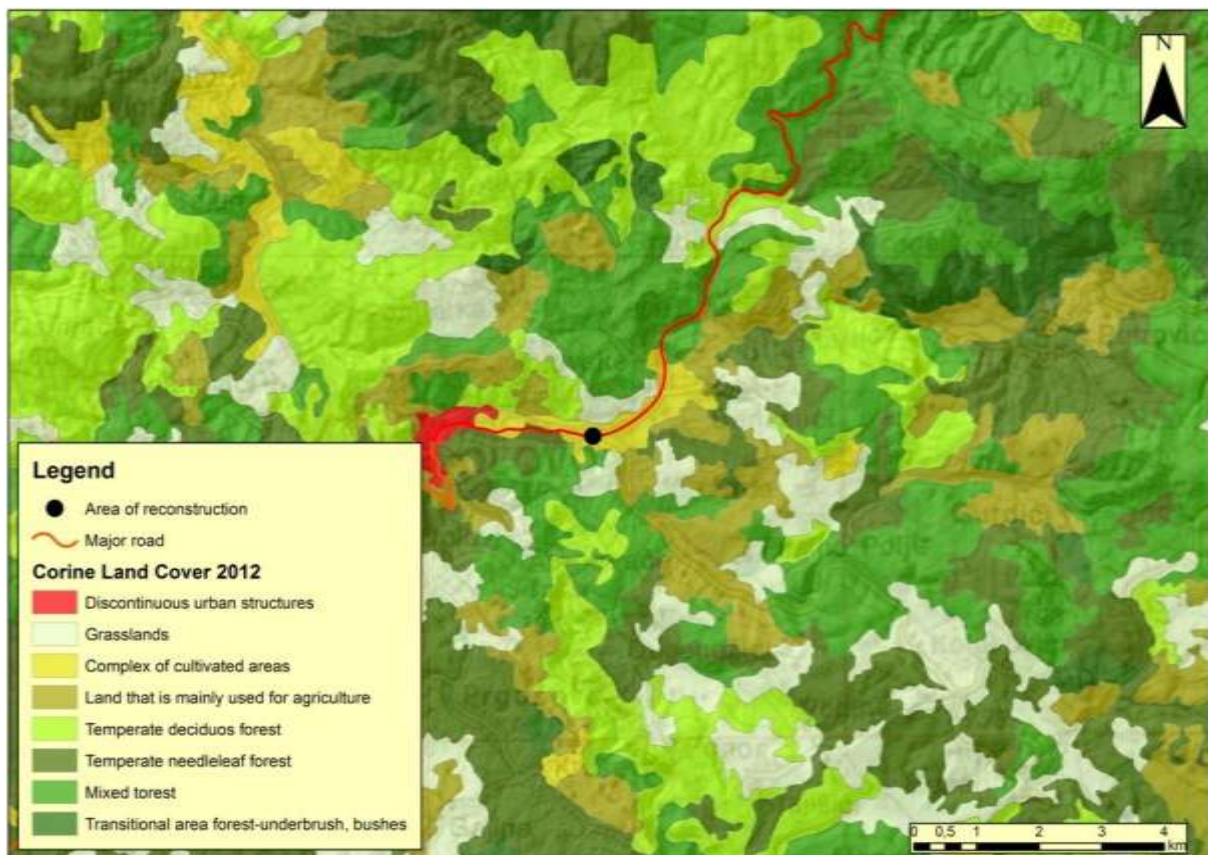 N
Legend
Area of reconstruction
Major road
Corine Land Cover 2012
Discontinuous urban structures
Grasslands
Complex of cultivated areas
Land that is mainly used for agriculture
Temperate deciduos forest
Temperate needleleaf forest
Mixed torest
Transitional area forest-underbrush, bushes
0 0,5 1 2 3 4
km